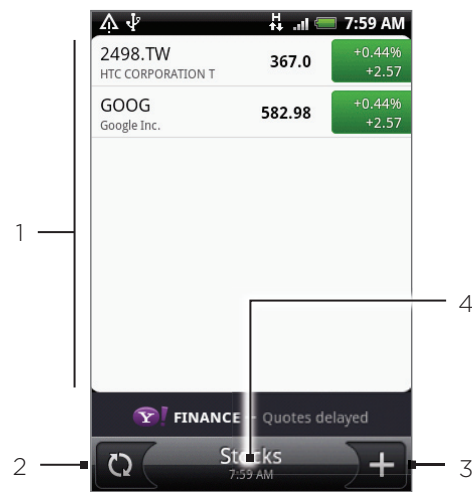 H 7:59 AM
2498.TW 367.0 +0.44%
HTC CORPORATION T +2.57
GOOG 582.98 +0.44%
Google Inc. +2.57
1
4
Y! FINANCE - Quotes delayed
2 Stocks 3
7:59 AM